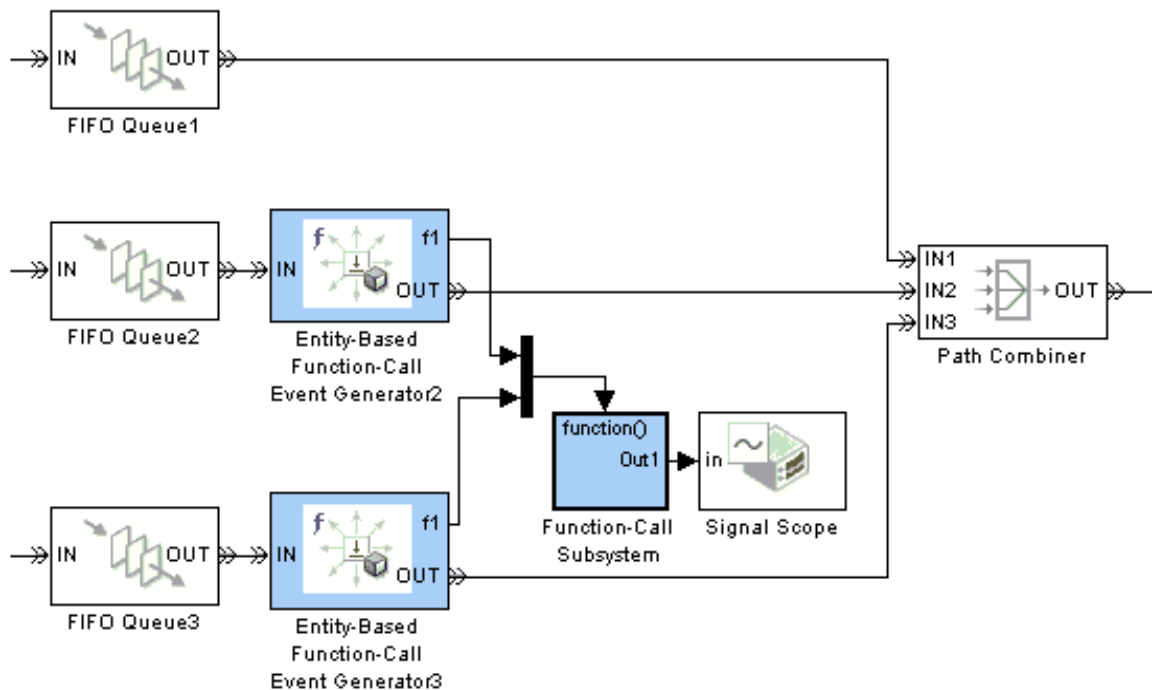 IN
OUT
FIFO Queue1
IN
OUT
FIFO Queue2
IN
f1
OUT
Entity-Based
Function-Call
Event Generator2
IN1
IN2
IN3
OUT
Path Combiner
function()
Out1
Function-Call
Subsystem
in
Signal Scope
IN
OUT
FIFO Queue3
IN
f1
OUT
Entity-Based
Function-Call
Event Generator3